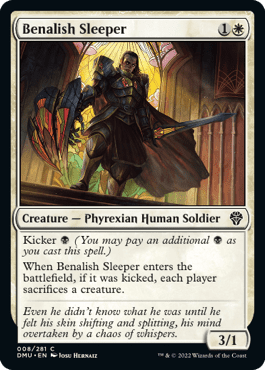 Benalish Sleeper 1
Creature — Phyrexian Human Soldier
Kicker (You may pay an additional as
you cast this spell.)
When Benalish Sleeper enters the
battlefield, if it was kicked, each player
sacrifices a creature.
Even he didn't know what he was until he
felt his skin shifting and splitting, his mind
overtaken by a chaos of whispers.
3/1
008/281 C
DMU • EN Iosu Hernaiz
™ & © 2022 Wizards of the Coast